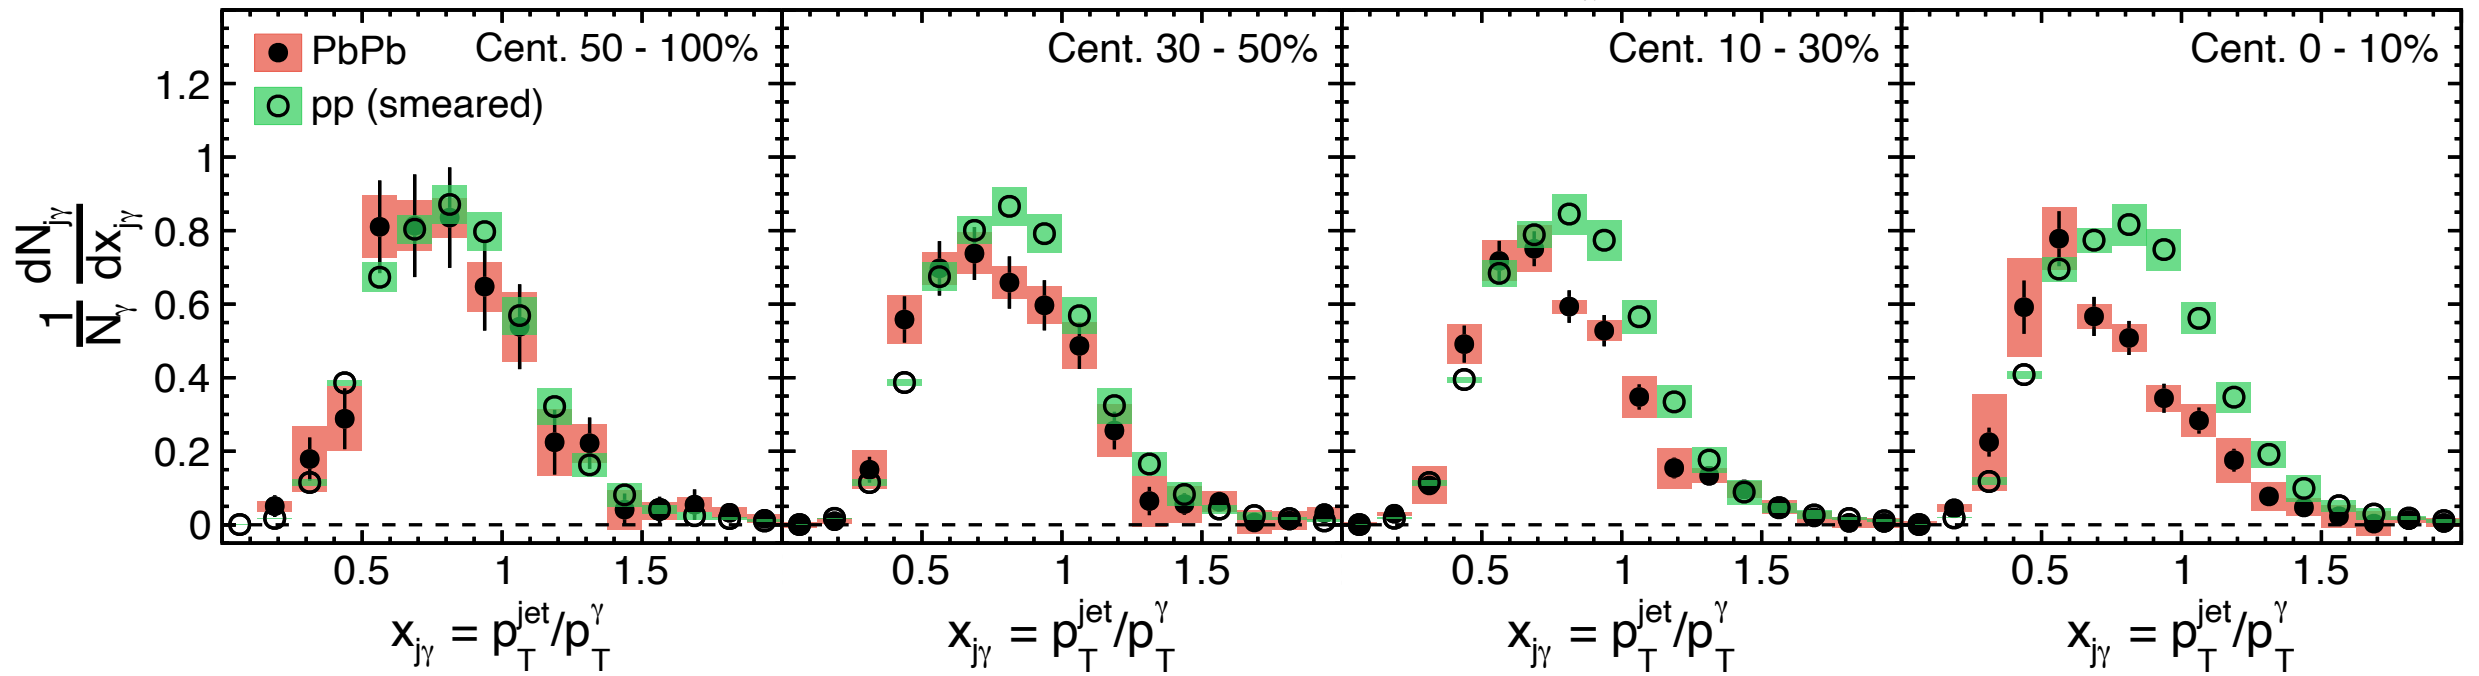 PbPb
pp (smeared)
Cent. 50 - 100%
Cent. 30 - 50%
Cent. 10 - 30%
Cent. 0 - 10%
1/Nγ dNjγ/dxjγ
1.2
1
0.8
0.6
0.4
0.2
0
0.5 1 1.5
0.5 1 1.5
0.5 1 1.5
0.5 1 1.5
xjγ = pTjet/pTγ
xjγ = pTjet/pTγ
xjγ = pTjet/pTγ
xjγ = pTjet/pTγ